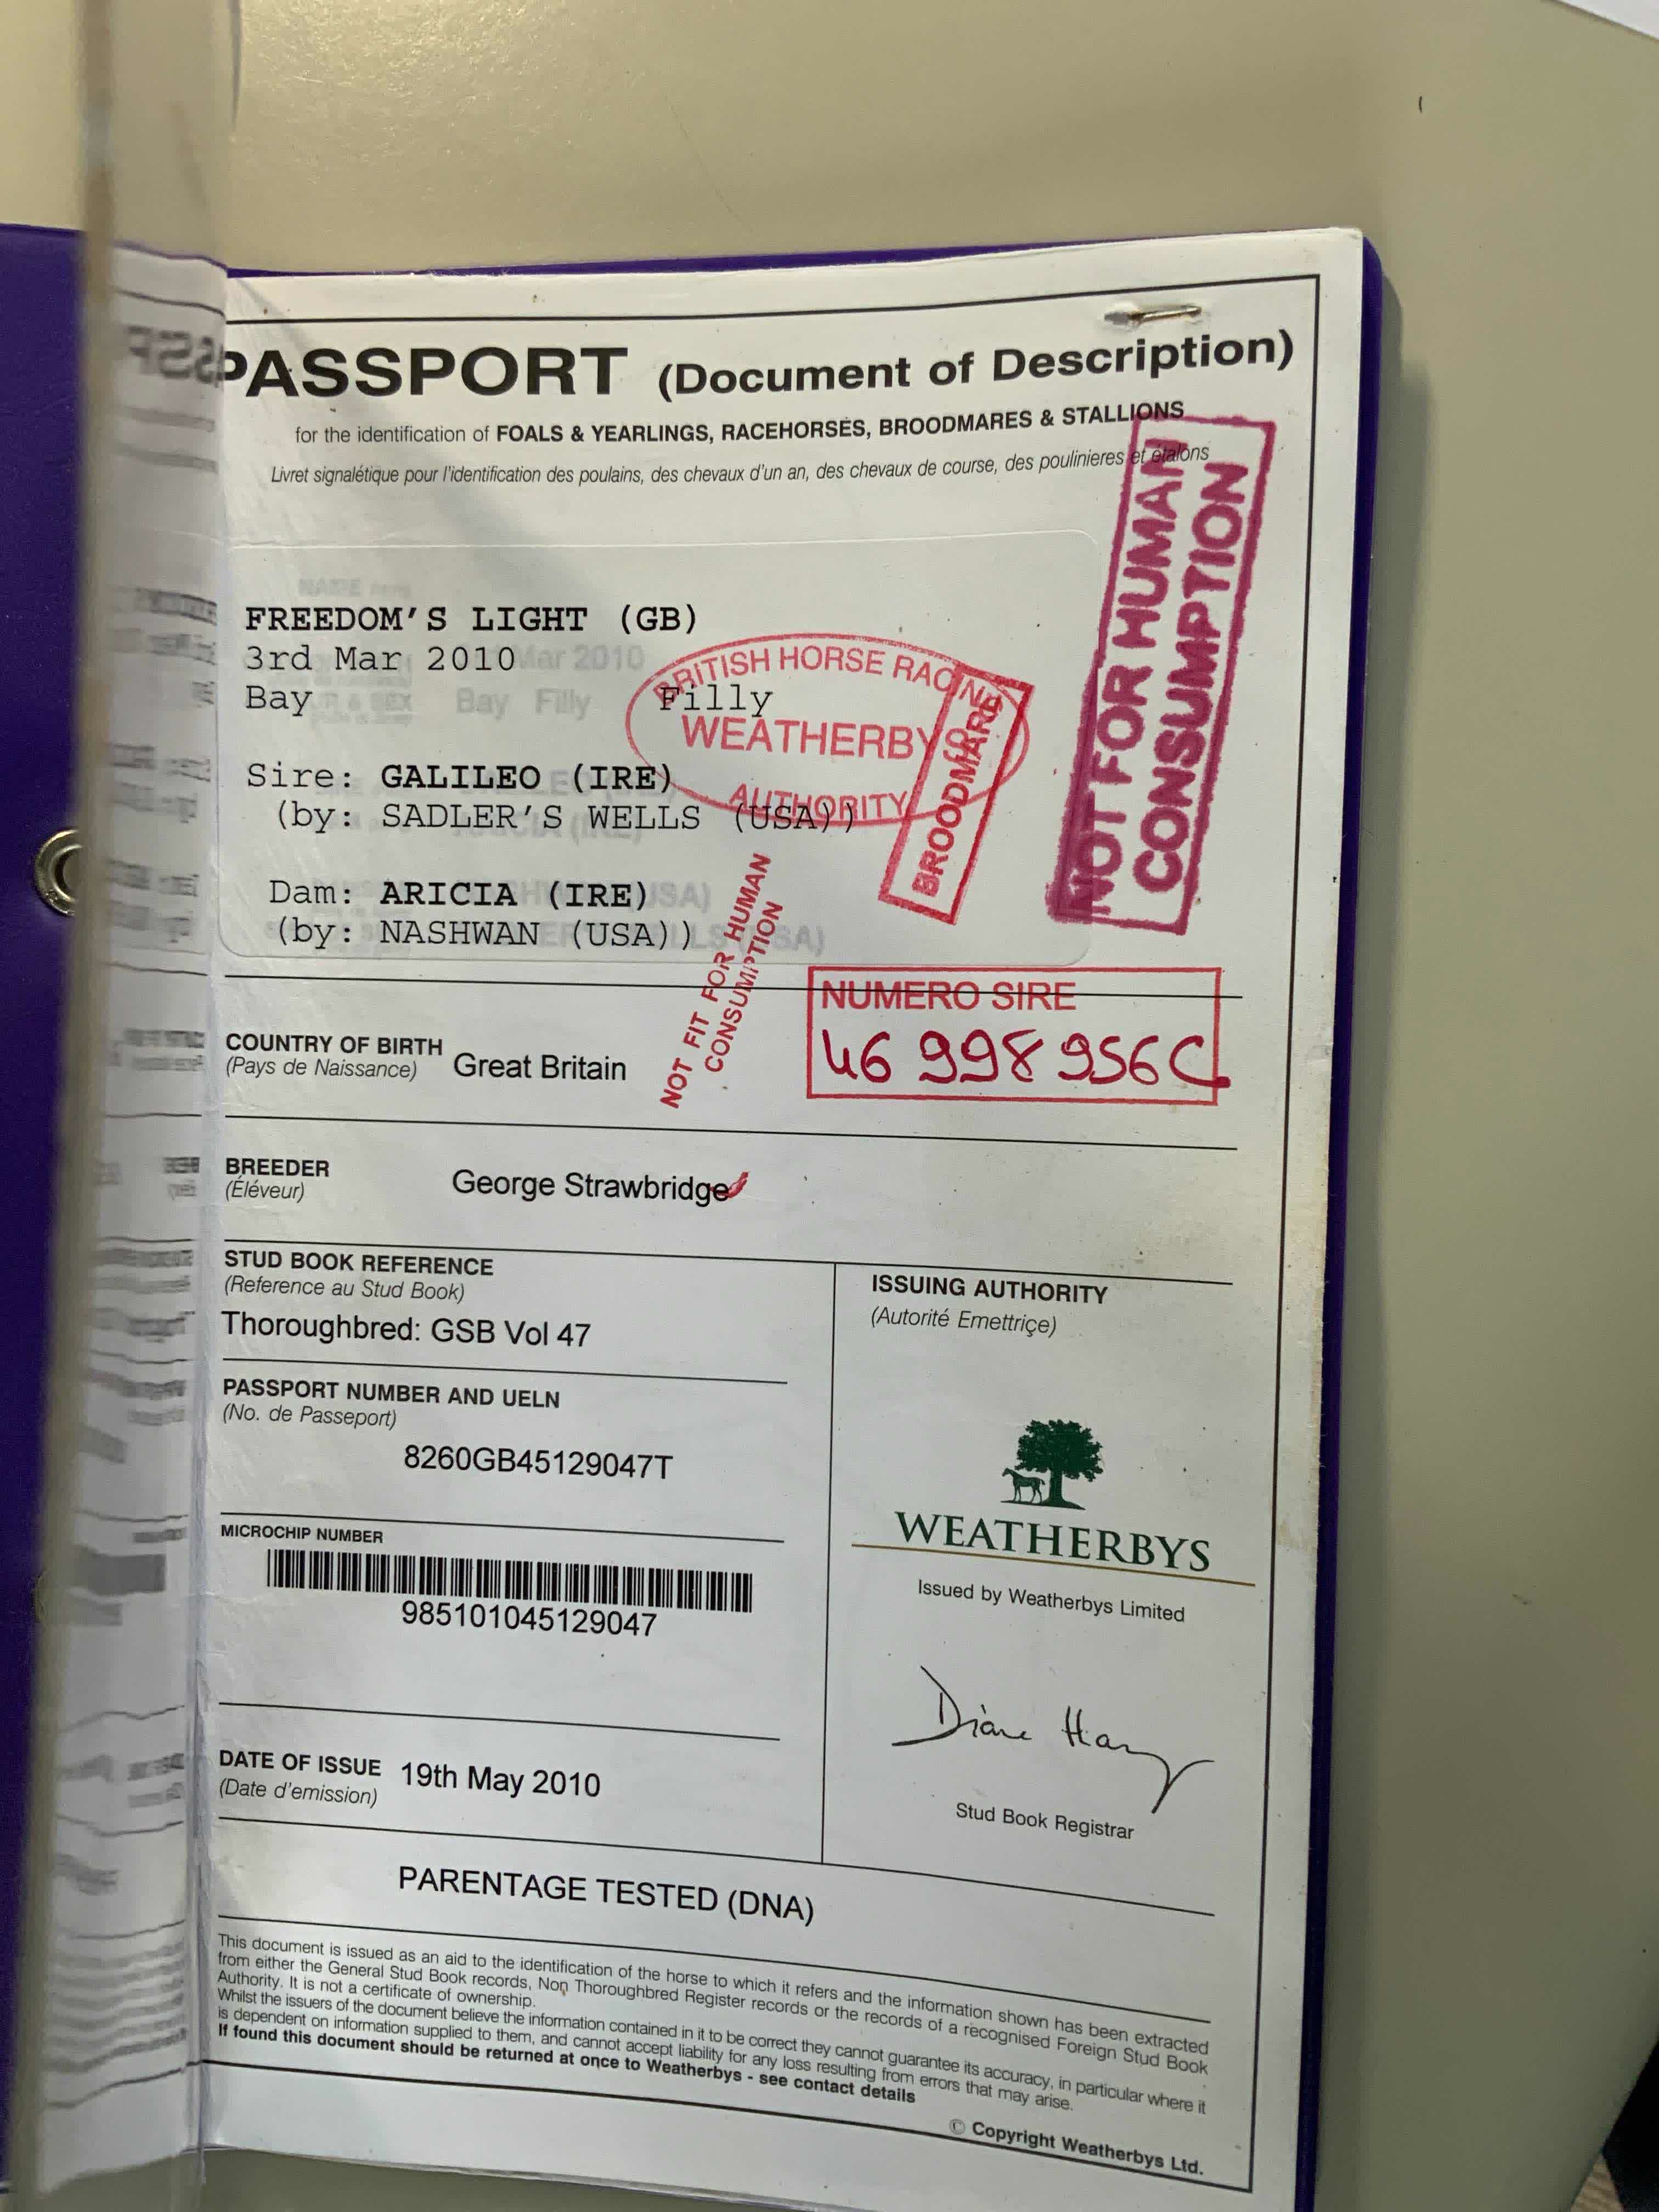 PASSPORT (Document of Description)
for the identification of FOALS & YEARLINGS, RACEHORSES, BROODMARES & STALLIONS
Livret signalétique pour l'identification des poulains, des chevaux d'un an, des chevaux de course, des poulinieres et étalons
NOT FOR HUMAN
CONSUMPTION
FREEDOM'S LIGHT (GB)
3rd Mar 2010
Bay Filly
BRITISH HORSE RACING
WEATHERBYS
AUTHORITY
BROODMARE
Sire: GALILEO (IRE)
(by: SADLER'S WELLS (USA))
Dam: ARICIA (IRE)
(by: NASHWAN (USA))
NOT FIT FOR HUMAN
CONSUMPTION
NUMERO SIRE
46 998 956C
COUNTRY OF BIRTH
(Pays de Naissance)
Great Britain
BREEDER
(Éléveur)
George Strawbridge
STUD BOOK REFERENCE
(Reference au Stud Book)
Thoroughbred: GSB Vol 47
PASSPORT NUMBER AND UELN
(No. de Passeport)
8260GB45129047T
MICROCHIP NUMBER
985101045129047
DATE OF ISSUE 19th May 2010
(Date d'emission)
ISSUING AUTHORITY
(Autorité Emettriçe)
WEATHERBYS
Issued by Weatherbys Limited
Diane Har
Stud Book Registrar
PARENTAGE TESTED (DNA)
This document is issued as an aid to the identification of the horse to which it refers and the information shown has been extracted
from either the General Stud Book records, Non Thoroughbred Register records or the records of a recognised Foreign Stud Book
Authority. It is not a certificate of ownership.
Whilst the issuers of the document believe the information contained in it to be correct they cannot guarantee its accuracy, in particular where it
is dependent on information supplied to them, and cannot accept liability for any loss resulting from errors that may arise.
If found this document should be returned at once to Weatherbys - see contact details
© Copyright Weatherbys Ltd.